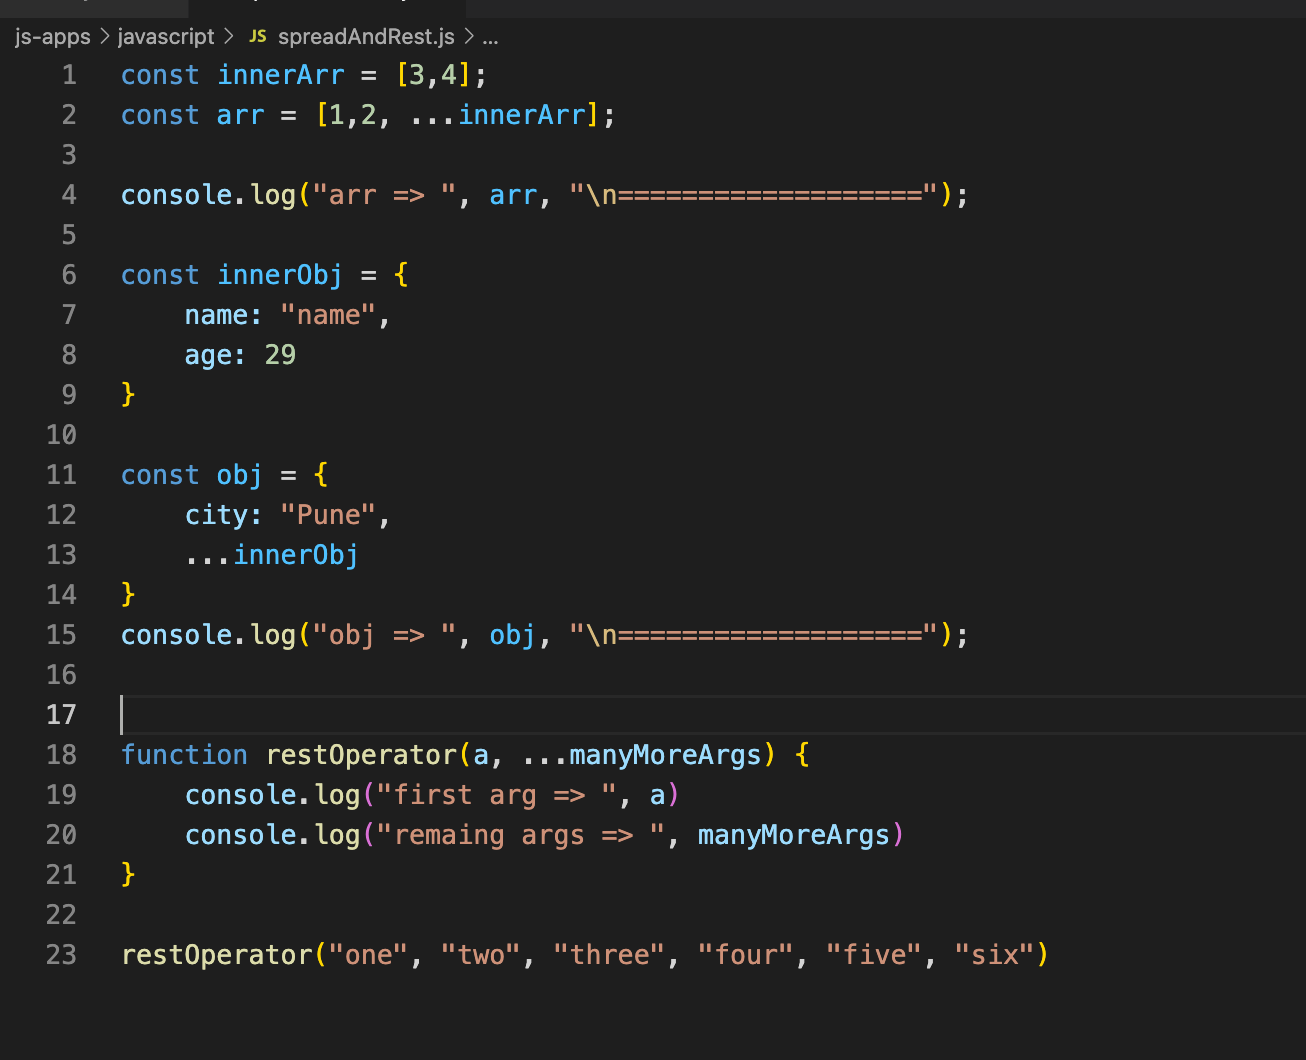 js-apps > javascript > JS spreadAndRest.js > ...
1 const innerArr = [3,4];
2 const arr = [1,2, ...innerArr];
3
4 console.log("arr => ", arr, "\n===================");
5
6 const innerObj = {
7     name: "name",
8     age: 29
9 }
10
11 const obj = {
12     city: "Pune",
13     ...innerObj
14 }
15 console.log("obj => ", obj, "\n===================");
16
17
18 function restOperator(a, ...manyMoreArgs) {
19     console.log("first arg => ", a)
20     console.log("remaing args => ", manyMoreArgs)
21 }
22
23 restOperator("one", "two", "three", "four", "five", "six")